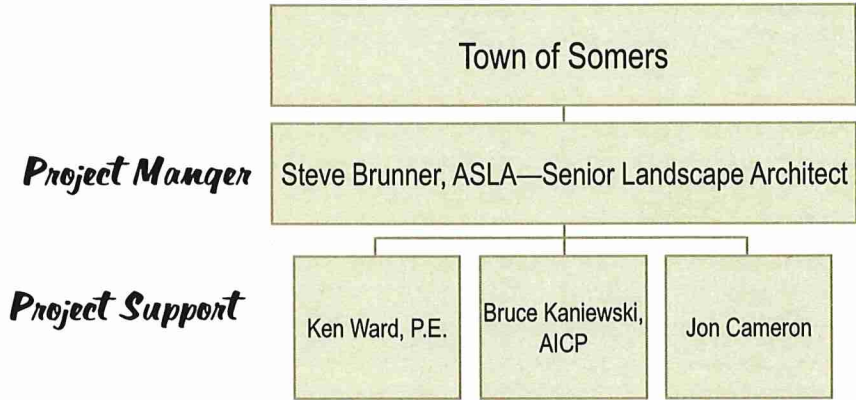 Town of Somers
Project Manqer
Steve Brunner, ASLA—Senior Landscape Architect
Project Support
Ken Ward, P.E.
Bruce Kaniewski,
AICP
Jon Cameron